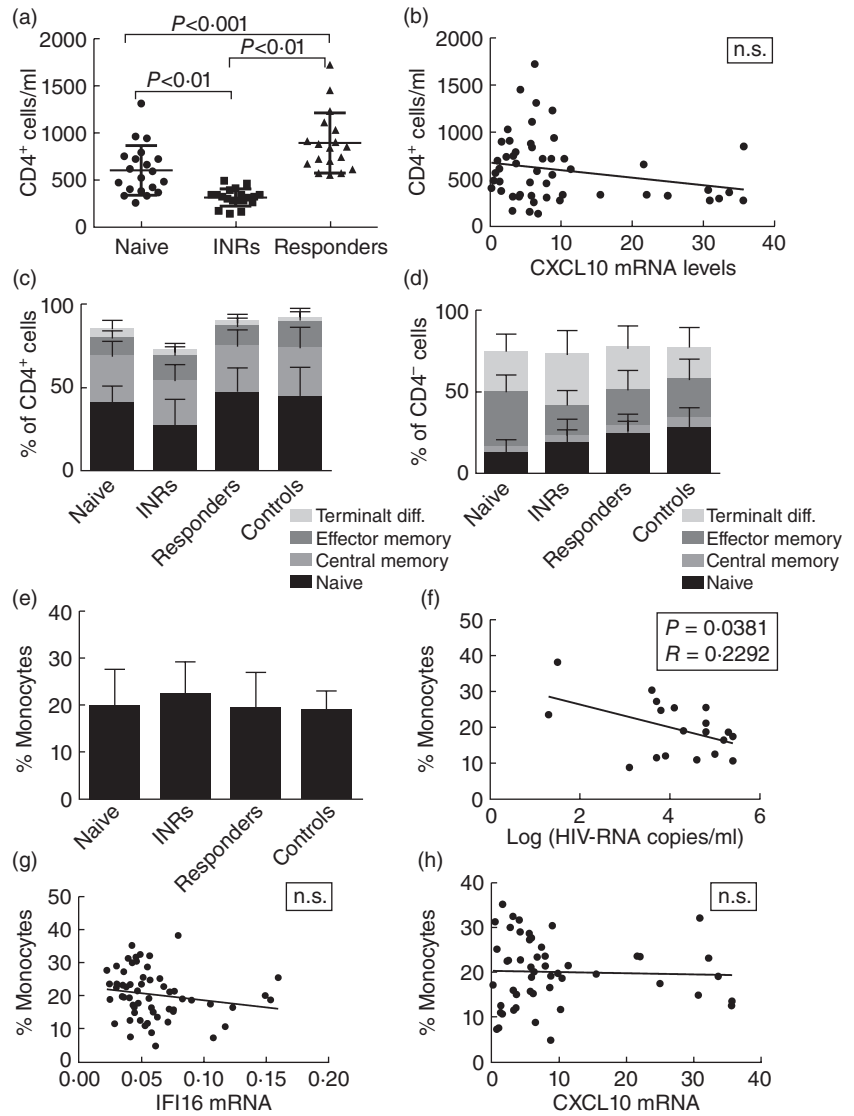 (a)
P<0·001
P<0·01
P<0·01
CD4+ cells/ml
2000
1500
1000
500
0
Naive
INRs
Responders
(b)
n.s.
CD4+ cells/ml
2000
1500
1000
500
0
0
10
20
30
40
CXCL10 mRNA levels
(c)
% of CD4+ cells
100
50
0
Naive
INRs
Responders
Controls
Terminalt diff.
Effector memory
Central memory
Naive
(d)
% of CD4− cells
100
50
0
Naive
INRs
Responders
Controls
Terminalt diff.
Effector memory
Central memory
Naive
(e)
% Monocytes
40
30
20
10
0
Naive
INRs
Responders
Controls
(f)
P = 0·0381
R = 0·2292
% Monocytes
50
40
30
20
10
0
0
2
4
6
Log (HIV-RNA copies/ml)
(g)
n.s.
% Monocytes
50
40
30
20
10
0
0·00
0·05
0·10
0·15
0·20
IFI16 mRNA
(h)
n.s.
% Monocytes
40
30
20
10
0
0
10
20
30
40
CXCL10 mRNA